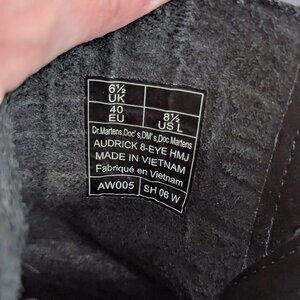 6½
UK
40
EU
8½
US L
Dr.Martens,Doc's,DM's,Doc Martens
AUDRICK 8-EYE HMJ
MADE IN VIETNAM
Fabriqué en Vietnam
AW005
SH 06 W